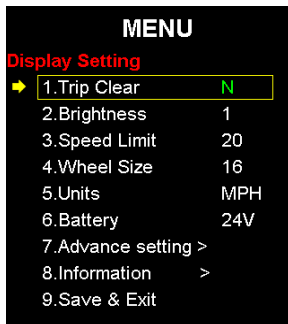 MENU
Display Setting
1.Trip Clear N
2.Brightness 1
3.Speed Limit 20
4.Wheel Size 16
5.Units MPH
6.Battery 24V
7.Advance setting >
8.Information >
9.Save & Exit